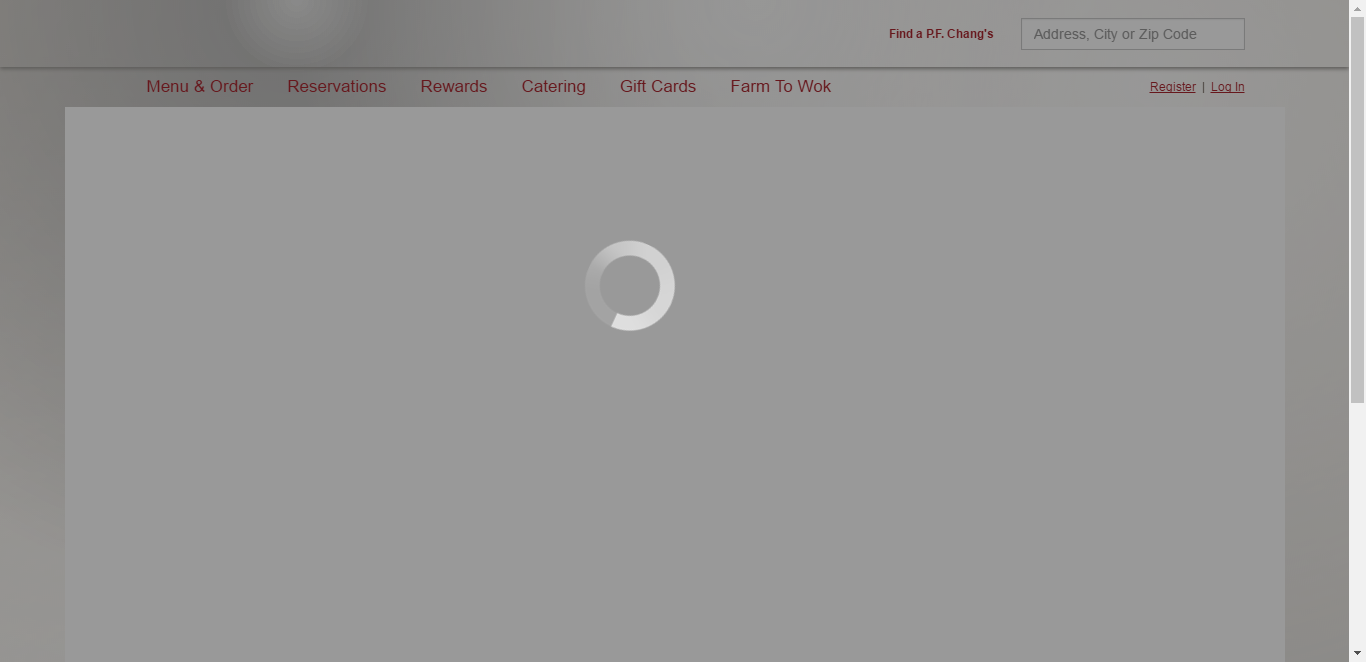 Find a P.F. Chang's
Address, City or Zip Code
Menu & Order Reservations Rewards Catering Gift Cards Farm To Wok Register | Log In